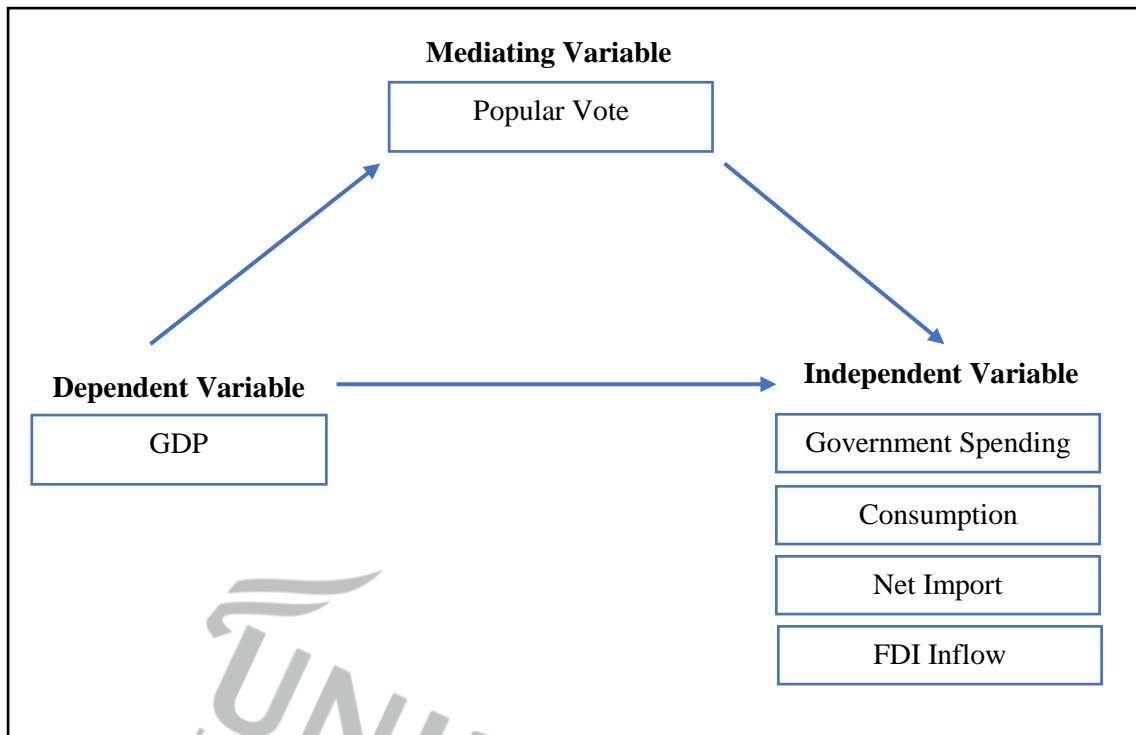 Mediating Variable
Popular Vote
Dependent Variable
GDP
Independent Variable
Government Spending
Consumption
Net Import
FDI Inflow